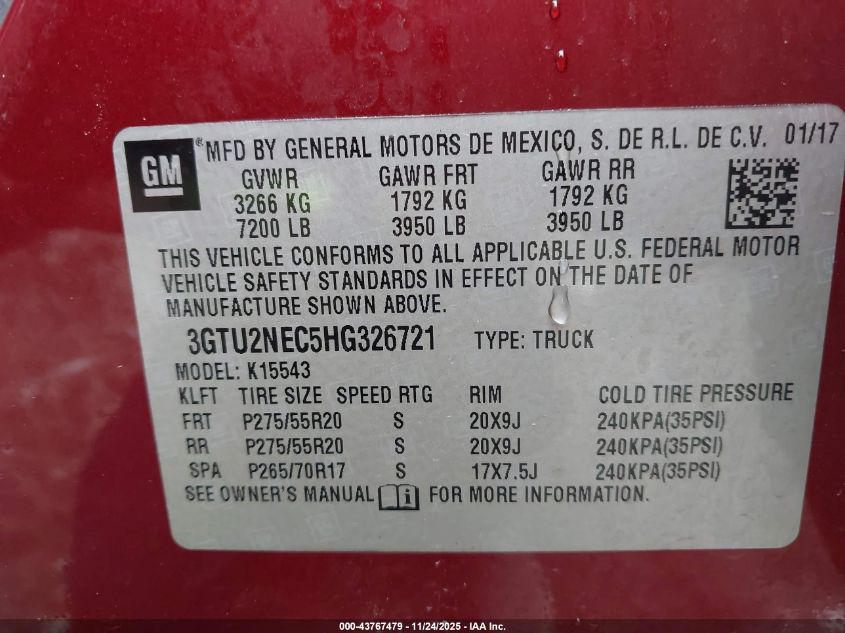 GM ® MFD BY GENERAL MOTORS DE MEXICO, S. DE R.L. DE C.V. 01/17
GVWR GAWR FRT GAWR RR
3266 KG 1792 KG 1792 KG
7200 LB 3950 LB 3950 LB
THIS VEHICLE CONFORMS TO ALL APPLICABLE U.S. FEDERAL MOTOR
VEHICLE SAFETY STANDARDS IN EFFECT ON THE DATE OF
MANUFACTURE SHOWN ABOVE.
3GTU2NEC5HG326721 TYPE: TRUCK
MODEL: K15543
KLFT TIRE SIZE SPEED RTG RIM COLD TIRE PRESSURE
FRT P275/55R20 S 20X9J 240KPA(35PSI)
RR P275/55R20 S 20X9J 240KPA(35PSI)
SPA P265/70R17 S 17X7.5J 240KPA(35PSI)
SEE OWNER'S MANUAL FOR MORE INFORMATION.
000-43767479 - 11/24/2025 - IAA Inc.